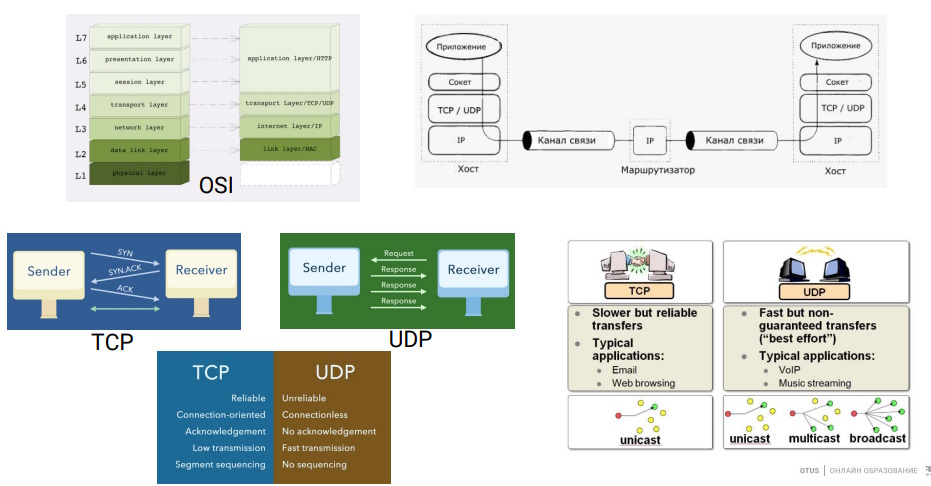 L7
application layer
L6
presentation layer
L5
session layer
L4
transport layer
L3
network layer
L2
data link layer
L1
physical layer
application layer/HTTP
transport Layer/TCP/UDP
internet layer/IP
link layer/MAC
OSI
Приложение
Сокет
TCP / UDP
IP
Хост
Канал связи
IP
Маршрутизатор
Канал связи
Приложение
Сокет
TCP / UDP
IP
Хост
Sender
SYN
SYN.ACK
ACK
Receiver
TCP
Sender
Request
Response
Response
Response
Receiver
UDP
TCP
UDP
Reliable
Unreliable
Connection-oriented
Connectionless
Acknowledgement
No acknowledgement
Low transmission
Fast transmission
Segment sequencing
No sequencing
TCP
Slower but reliable
transfers
Typical
applications:
Email
Web browsing
unicast
UDP
Fast but non-
guaranteed transfers
("best effort")
Typical applications:
VoIP
Music streaming
unicast
multicast
broadcast
OTUS | ОНЛАЙН ОБРАЗОВАНИЕ